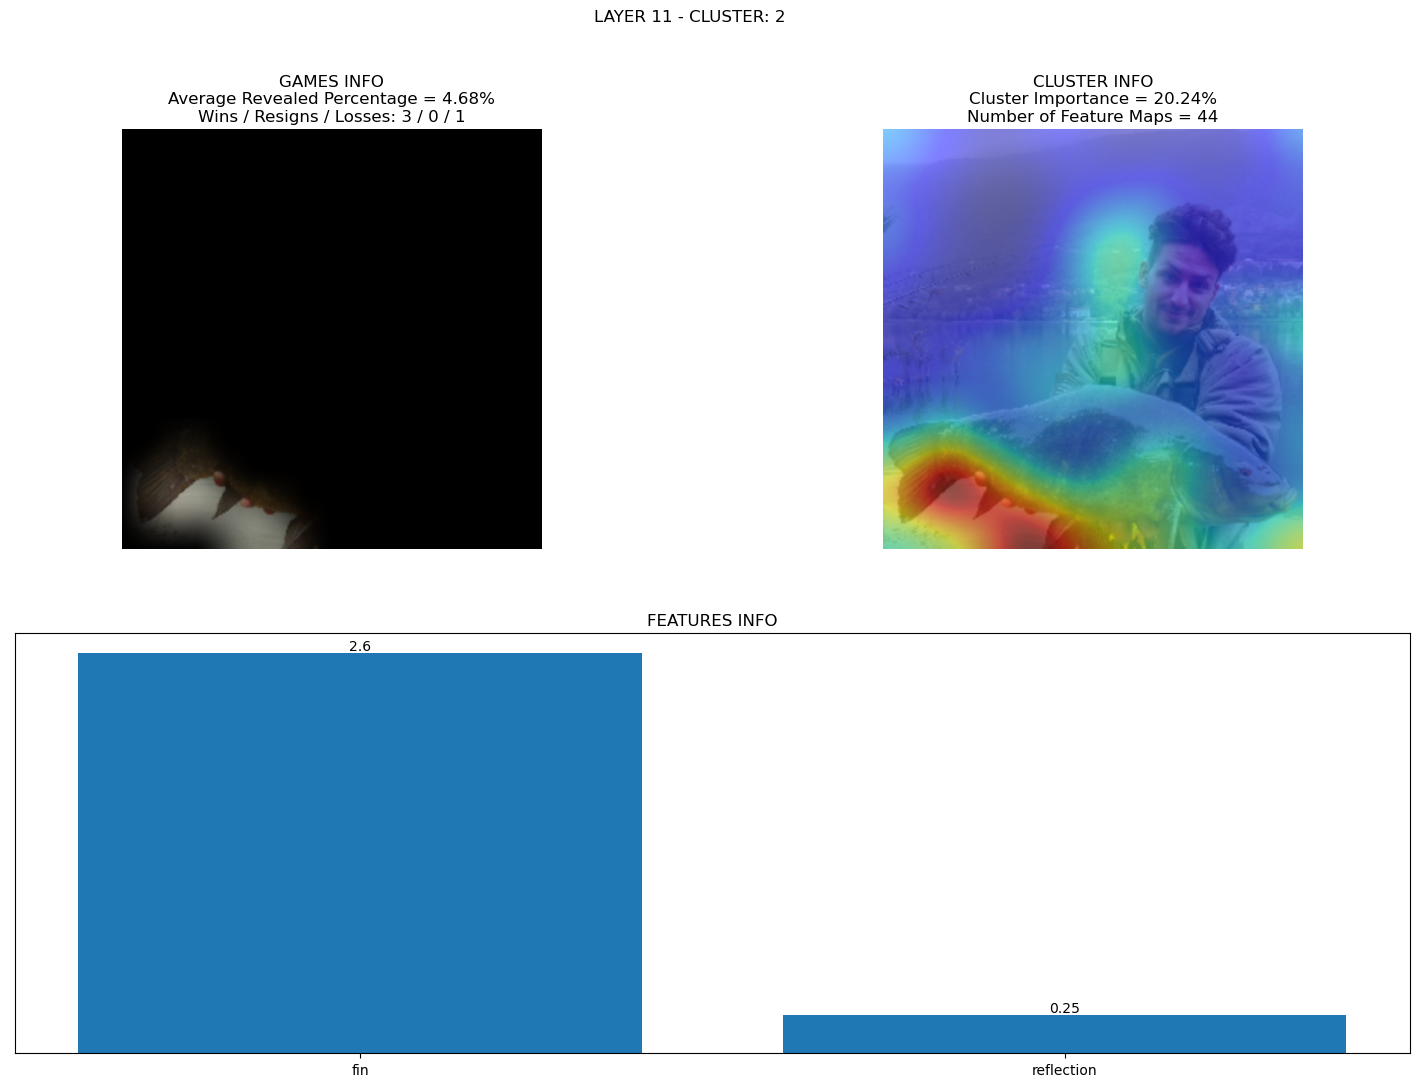 LAYER 11 - CLUSTER: 2
GAMES INFO
Average Revealed Percentage = 4.68%
Wins / Resigns / Losses: 3 / 0 / 1
CLUSTER INFO
Cluster Importance = 20.24%
Number of Feature Maps = 44
FEATURES INFO
2.6
0.25
fin
reflection